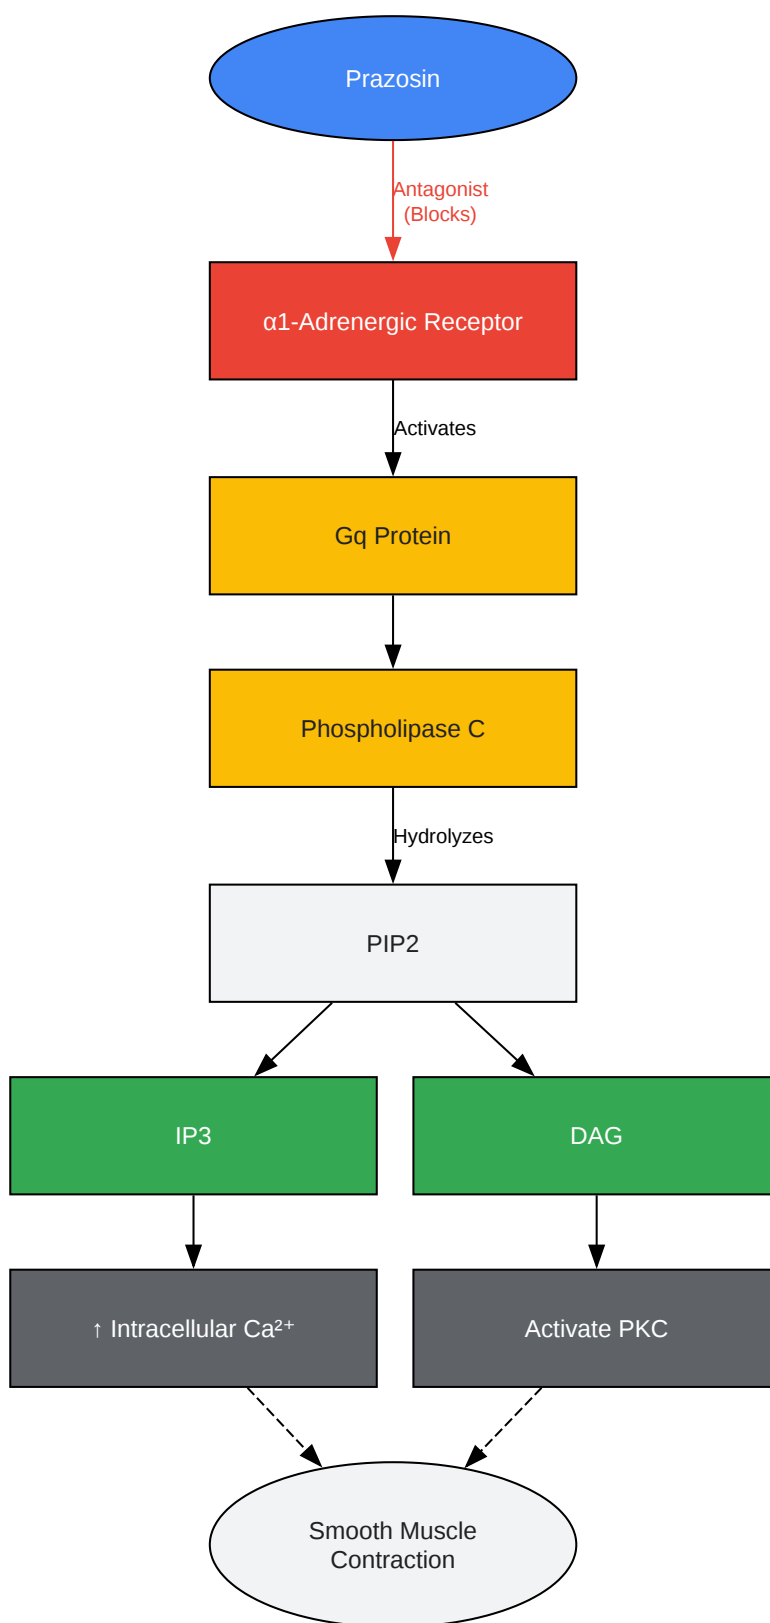 Prazosin
Antagonist
(Blocks)
α1-Adrenergic Receptor
Activates
Gq Protein
Phospholipase C
Hydrolyzes
PIP2
IP3
DAG
↑ Intracellular Ca²⁺
Activate PKC
Smooth Muscle
Contraction